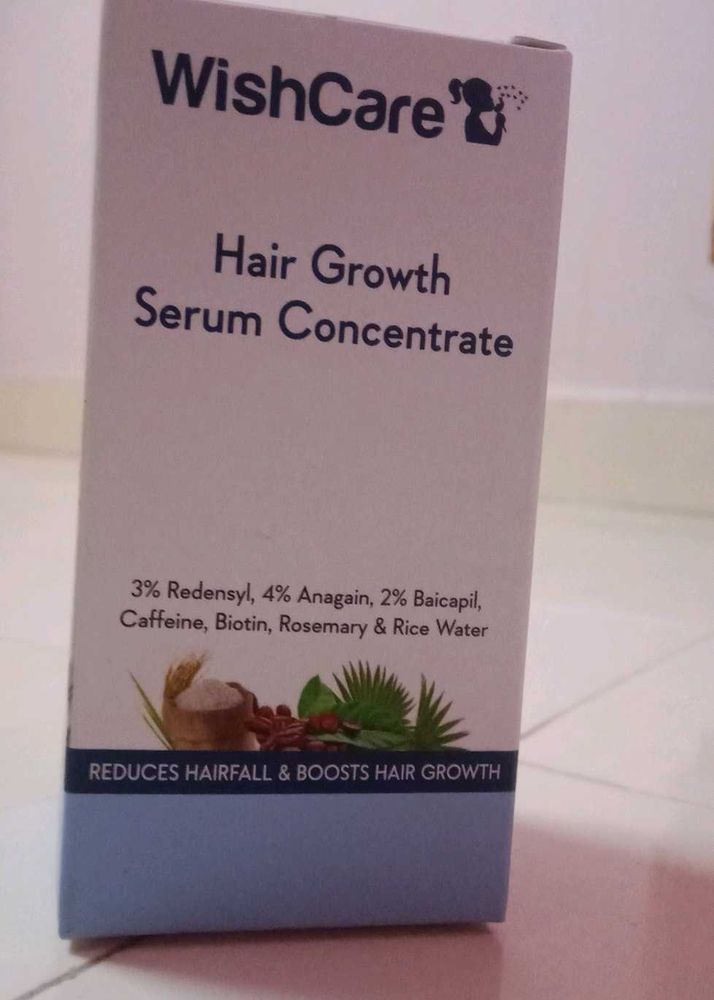 WishCare
Hair Growth
Serum Concentrate
3% Redensyl, 4% Anagain, 2% Baicapil,
Caffeine, Biotin, Rosemary & Rice Water
REDUCES HAIRFALL & BOOSTS HAIR GROWTH